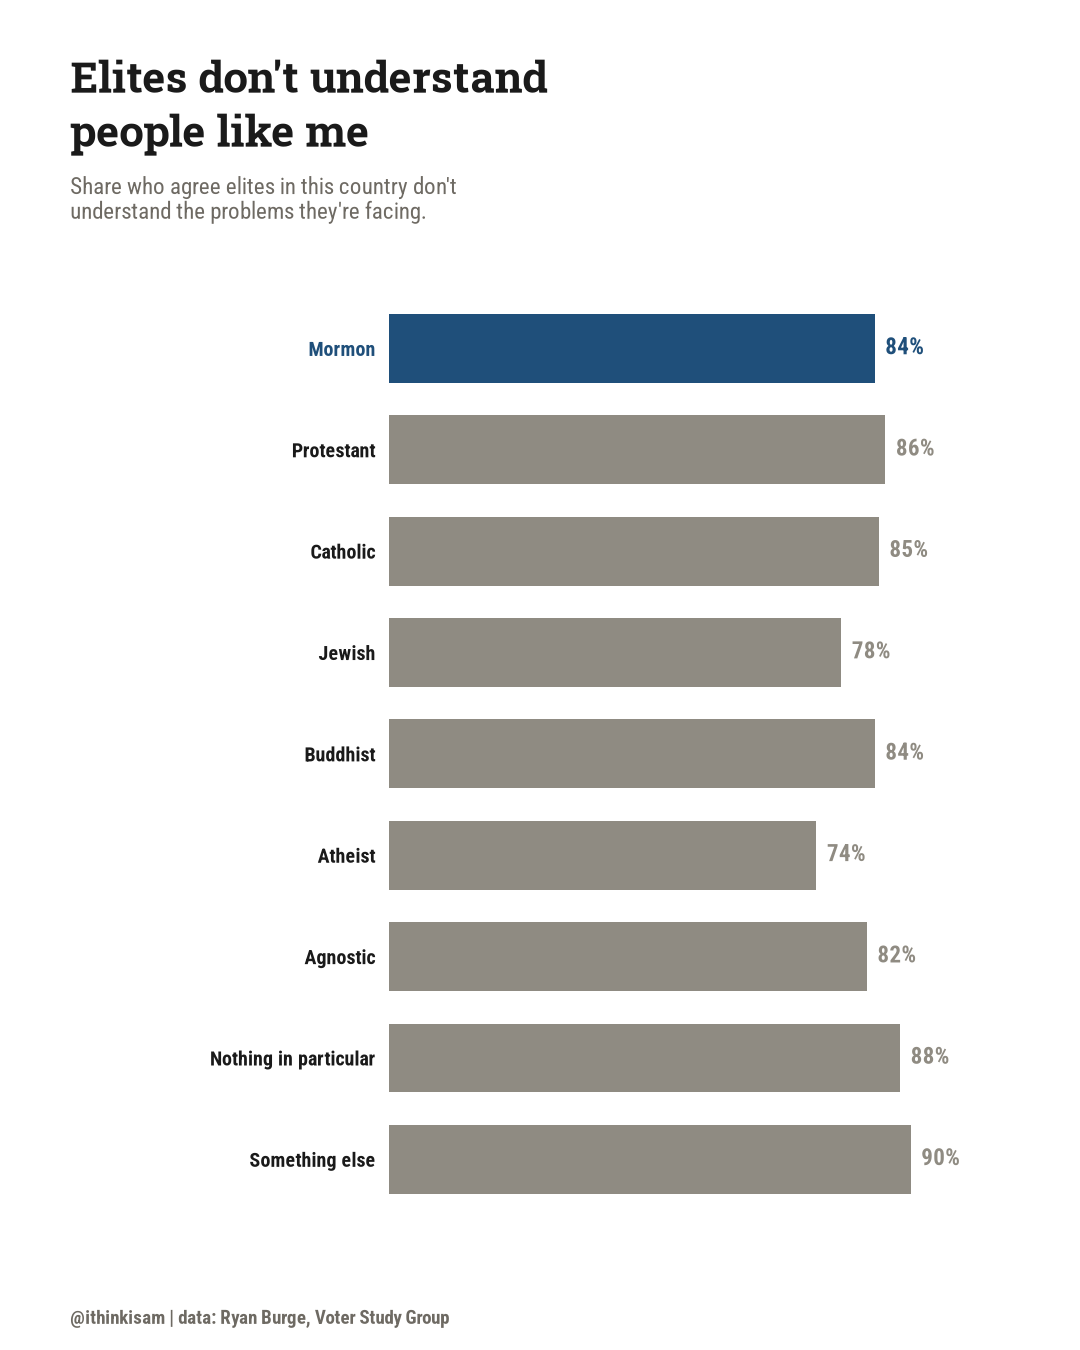 Elites don't understand
people like me
Share who agree elites in this country don't
understand the problems they're facing.
Mormon 84%
Protestant 86%
Catholic 85%
Jewish 78%
Buddhist 84%
Atheist 74%
Agnostic 82%
Nothing in particular 88%
Something else 90%
@ithinkisam | data: Ryan Burge, Voter Study Group